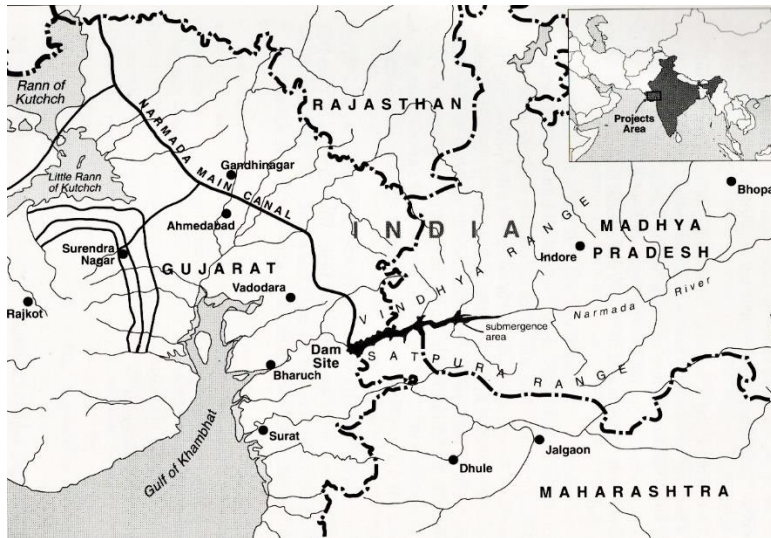 Rann of
Kutchch
NARMADA MAIN CANAL
RAJASTHAN
Projects
Area
Little Rann
of Kutchch
Gandhinagar
Ahmedabad
Surendra
Nagar
GUJARAT
Rajkot
Vadodara
INDIA
VINDHYA RANGE
MADHYA
PRADESH
Bhopa
Indore
Narmada River
submergence
area
Dam
Site
SATPURA RANGE
Bharuch
Surat
Gulf of Khambhat
Dhule
Jalgaon
MAHARASHTRA